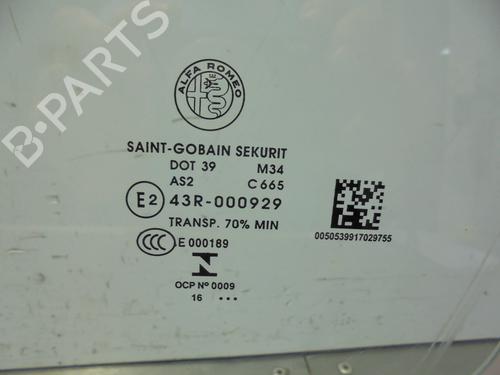 B-PARTS
ALFA ROMEO
SAINT-GOBAIN SEKURIT
DOT 39 M34
AS2 C665
E2 43R-000929
TRANSP. 70% MIN
CCC E 000189
N
OCP Nº 0009
16 •••
0050539917029755